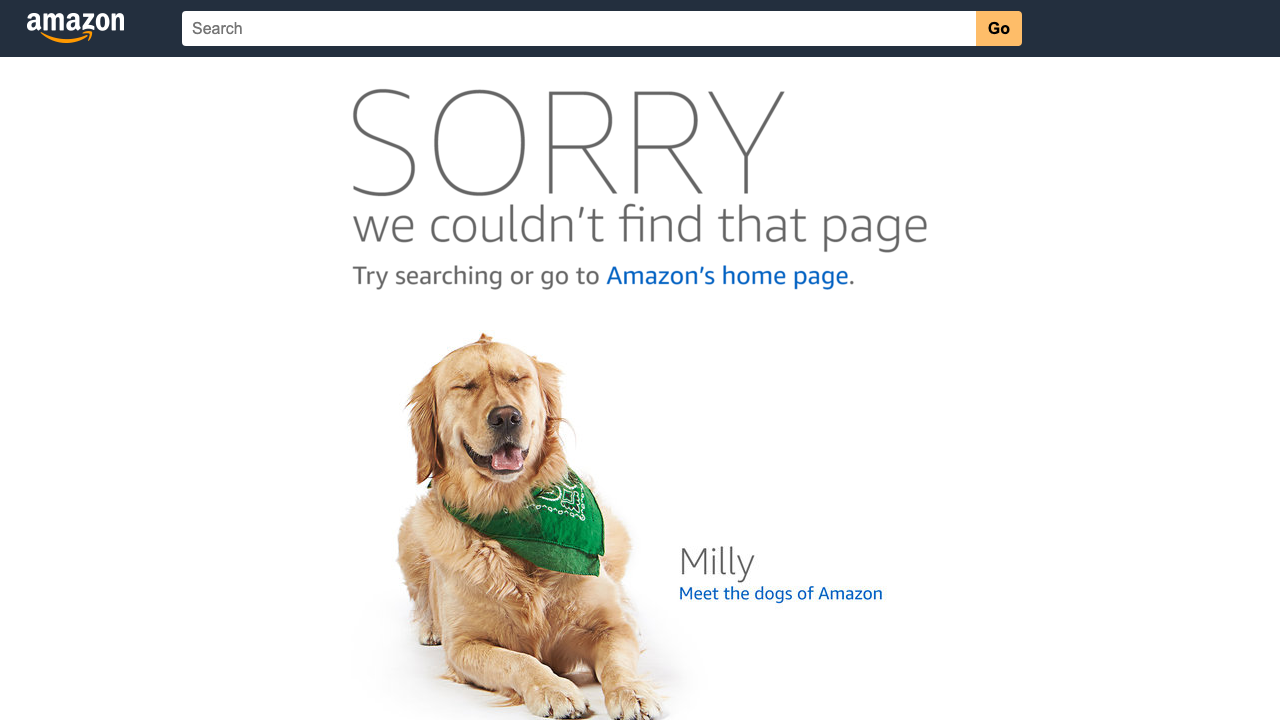 amazon
Search
Go
SORRY
we couldn't find that page
Try searching or go to Amazon's home page.
Milly
Meet the dogs of Amazon